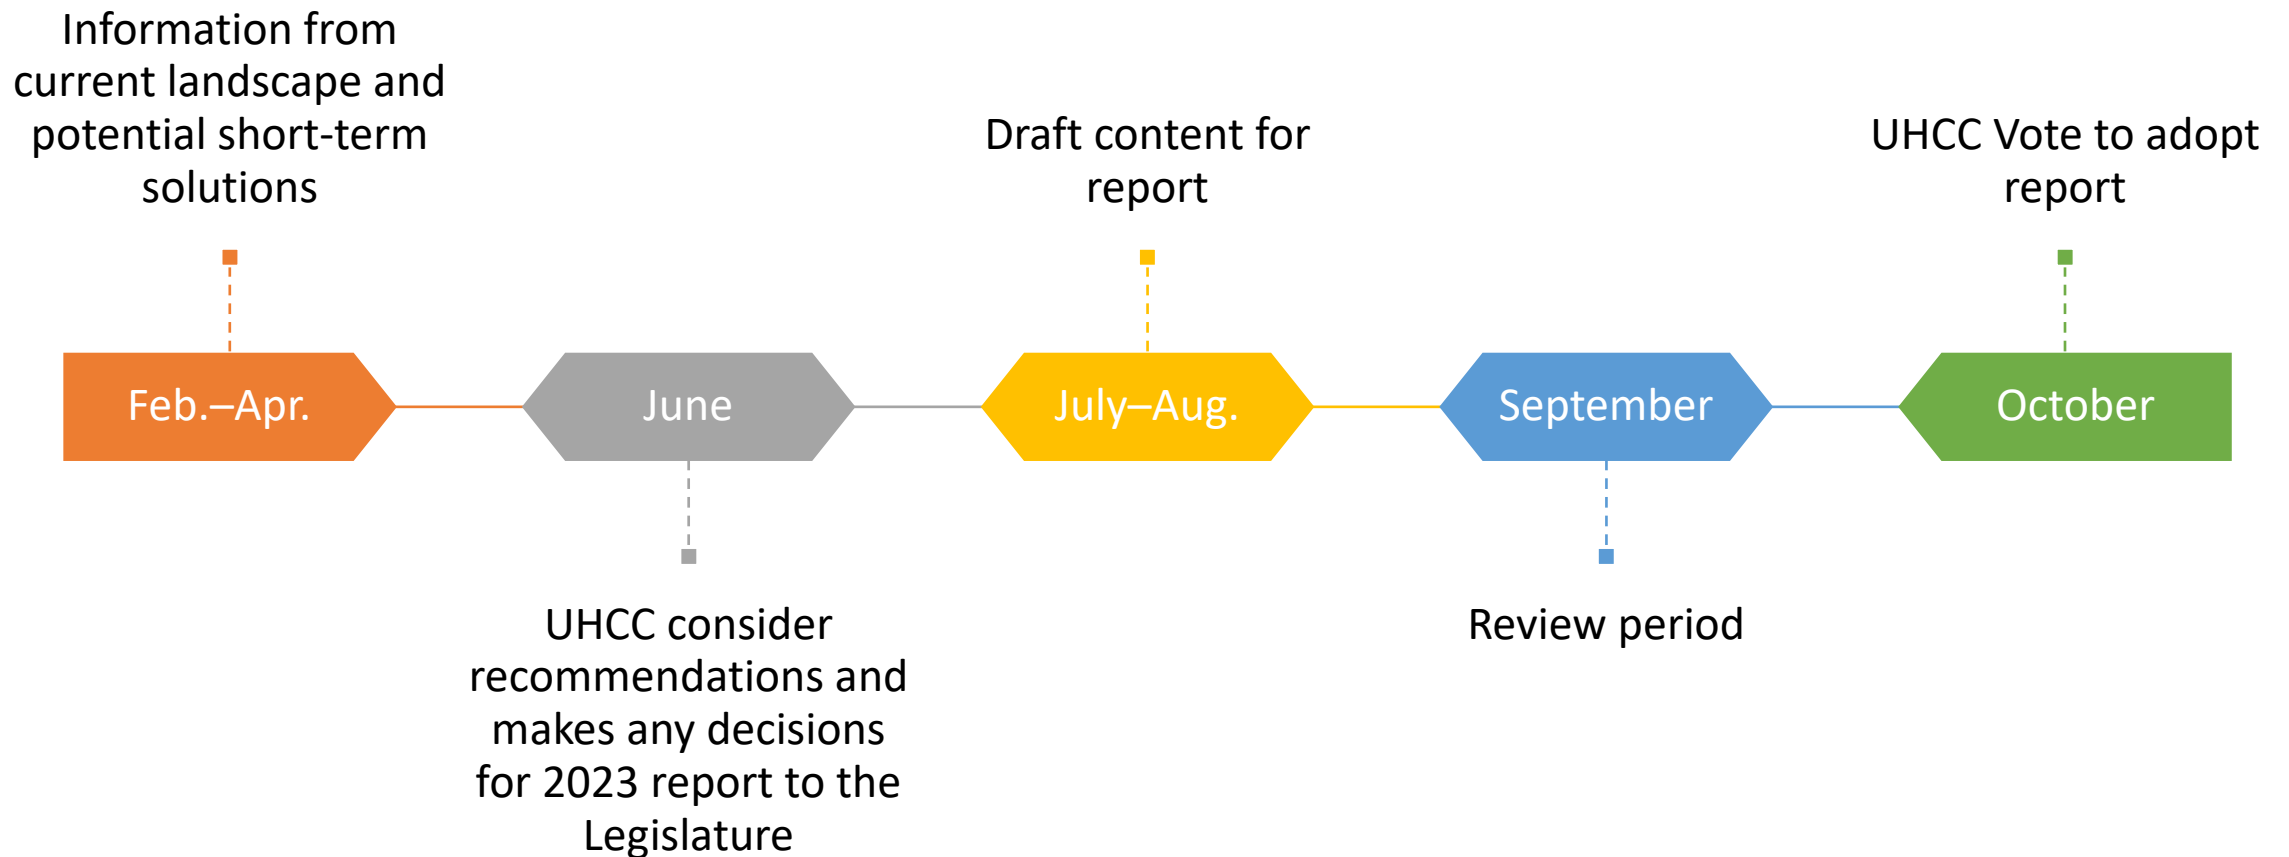 Information from
current landscape and
potential short-term
solutions
Draft content for
report
UHCC Vote to adopt
report
Feb.–Apr.
June
July–Aug.
September
October
UHCC consider
recommendations and
makes any decisions
for 2023 report to the
Legislature
Review period